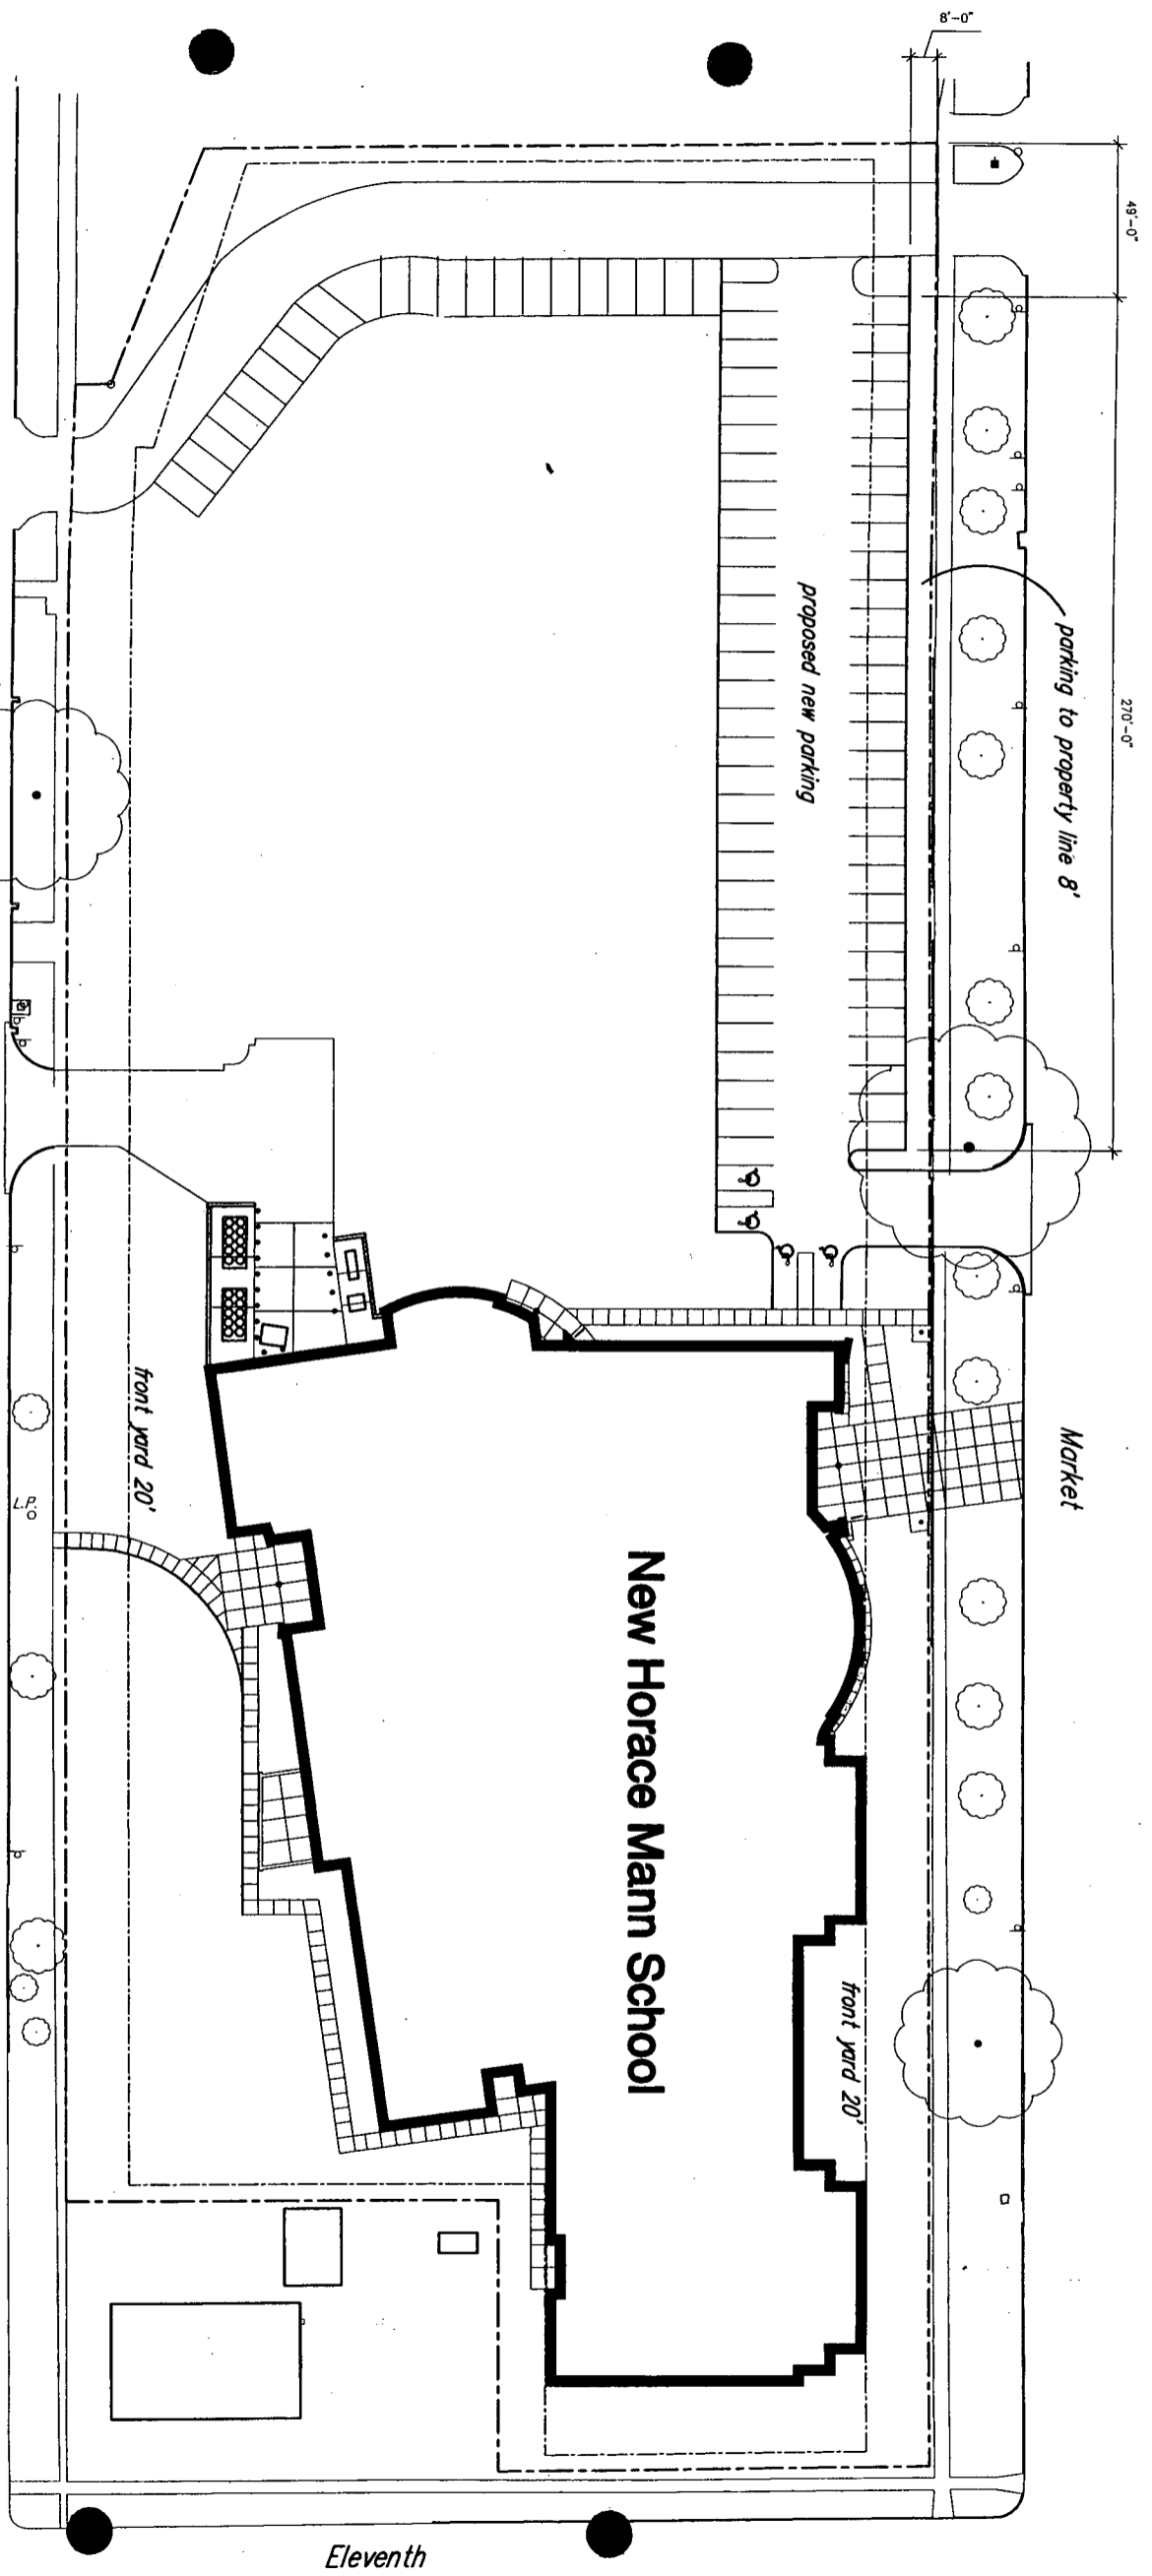 8'-0"
49'-0"
270'-0"
parking to property line 8'
proposed new parking
Market
front yard 20'
L.P.
New Horace Mann School
front yard 20'
Eleventh